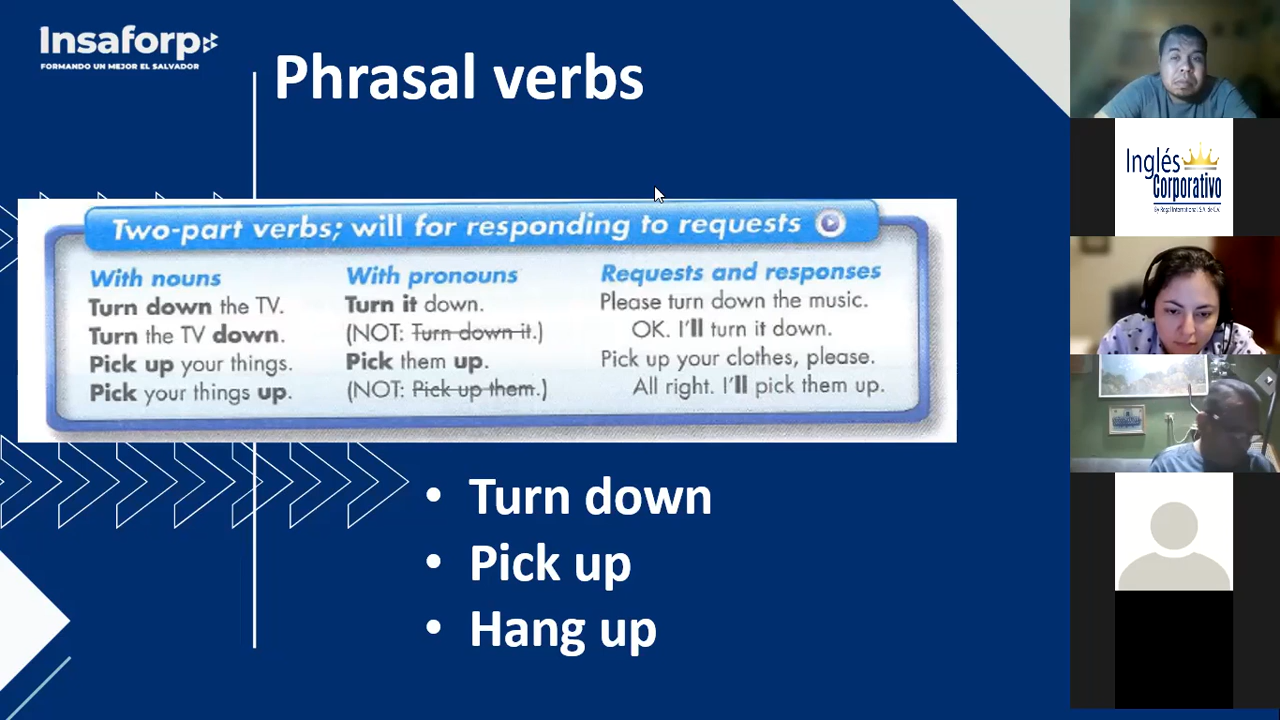 Insaforp
FORMANDO UN MEJOR EL SALVADOR
Phrasal verbs
Two-part verbs; will for responding to requests
With nouns
Turn down the TV.
Turn the TV down.
Pick up your things.
Pick your things up.
With pronouns
Turn it down.
(NOT: Turn down it.)
Pick them up.
(NOT: Pick up them.)
Requests and responses
Please turn down the music.
OK. I'll turn it down.
Pick up your clothes, please.
All right. I'll pick them up.
• Turn down
• Pick up
• Hang up
Inglés
Corporativo